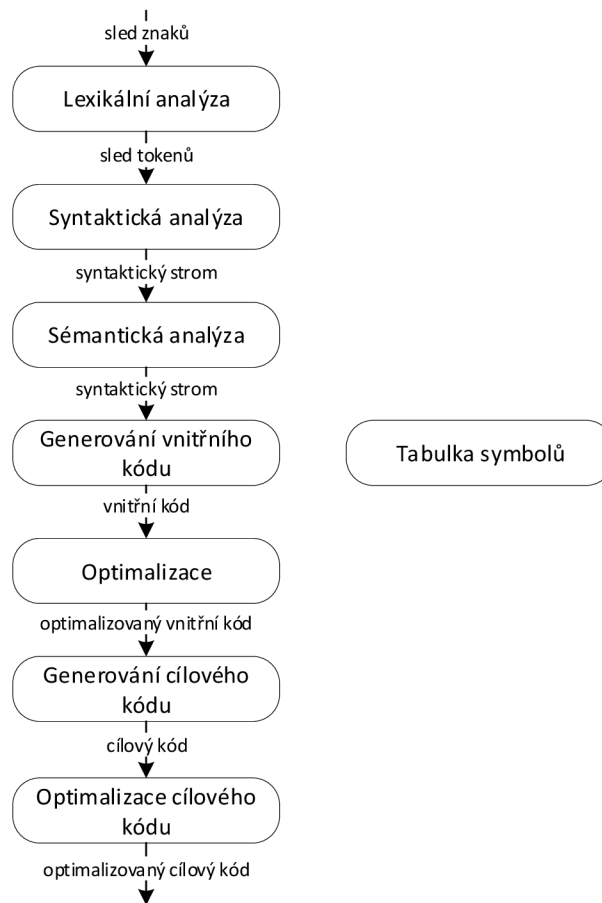 sled znaků
Lexikální analýza
sled tokenů
Syntaktická analýza
syntaktický strom
Sémantická analýza
syntaktický strom
Generování vnitřního
kódu
Tabulka symbolů
vnitřní kód
Optimalizace
optimalizovaný vnitřní kód
Generování cílového
kódu
cílový kód
Optimalizace cílového
kódu
optimalizovaný cílový kód